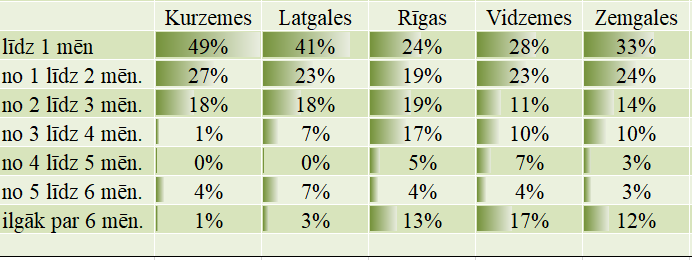 Kurzemes Latgales Rīgas Vidzemes Zemgales
līdz 1 mēn 49% 41% 24% 28% 33%
no 1 līdz 2 mēn. 27% 23% 19% 23% 24%
no 2 līdz 3 mēn. 18% 18% 19% 11% 14%
no 3 līdz 4 mēn. 1% 7% 17% 10% 10%
no 4 līdz 5 mēn. 0% 0% 5% 7% 3%
no 5 līdz 6 mēn. 4% 7% 4% 4% 3%
ilgāk par 6 mēn. 1% 3% 13% 17% 12%